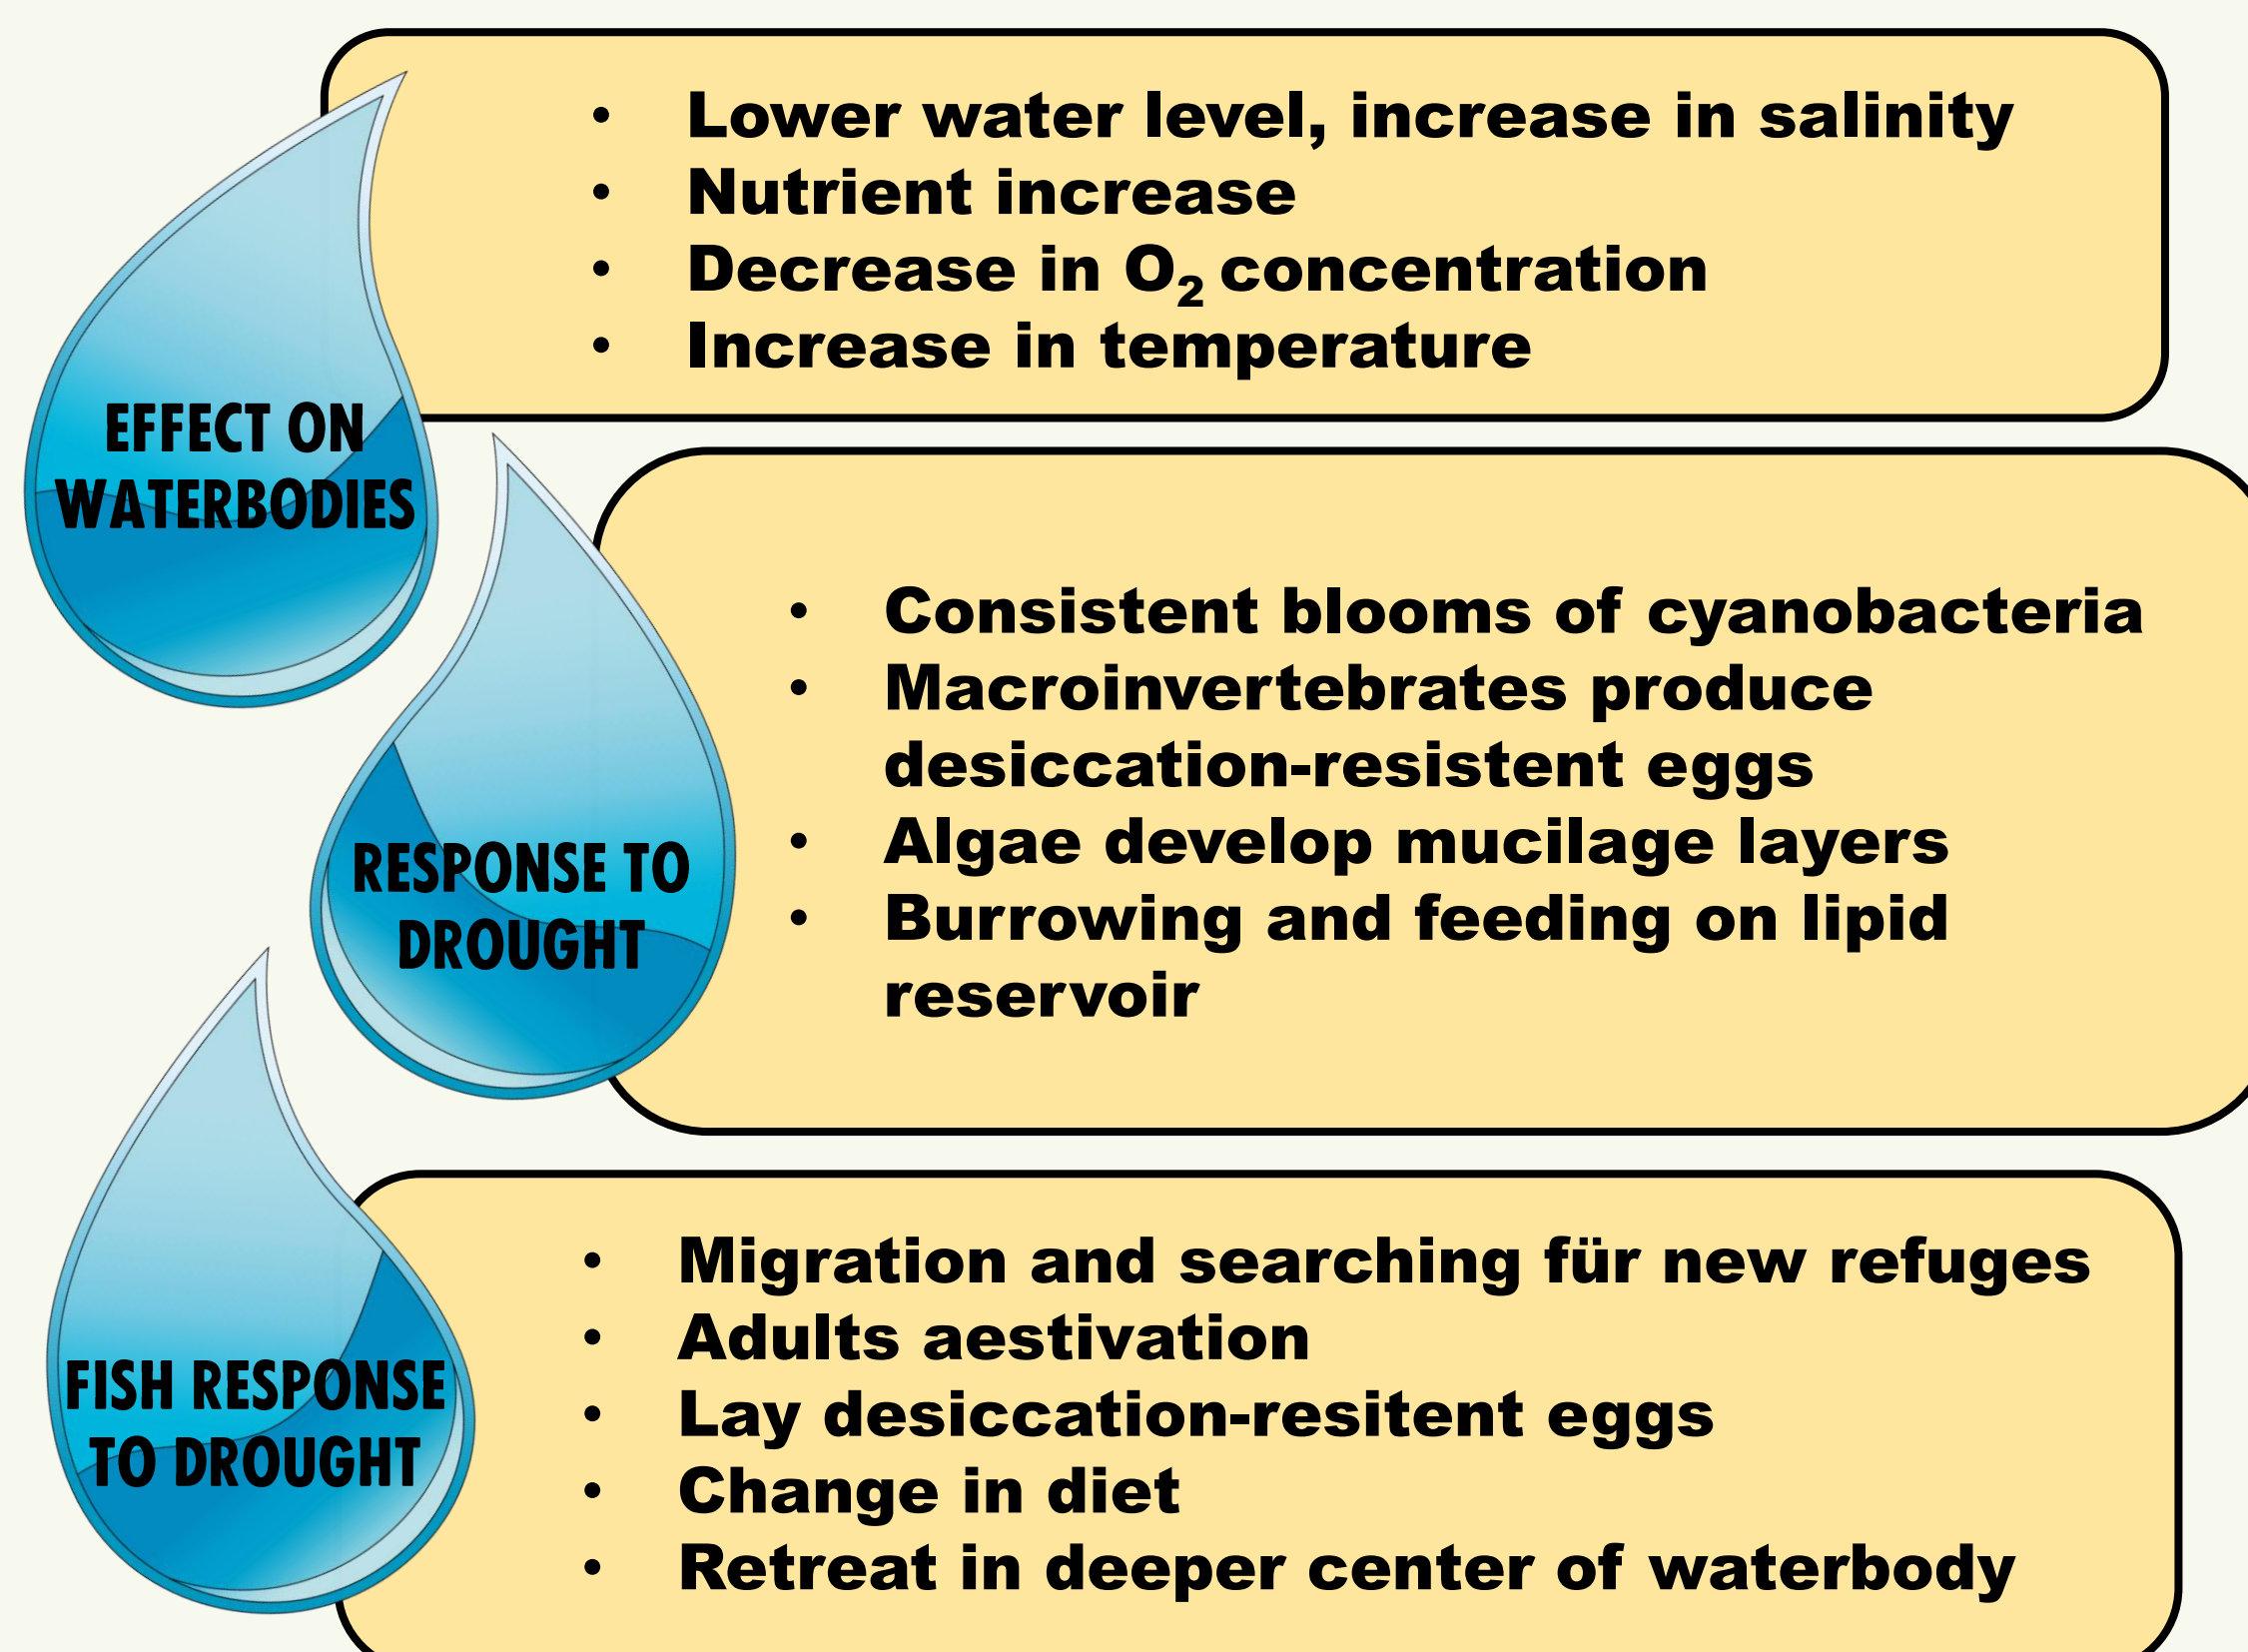 EFFECT ON
WATERBODIES
• Lower water level, increase in salinity
• Nutrient increase
• Decrease in O₂ concentration
• Increase in temperature
RESPONSE TO
DROUGHT
• Consistent blooms of cyanobacteria
• Macroinvertebrates produce
desiccation-resistent eggs
• Algae develop mucilage layers
• Burrowing and feeding on lipid
reservoir
FISH RESPONSE
TO DROUGHT
• Migration and searching für new refuges
• Adults aestivation
• Lay desiccation-resitent eggs
• Change in diet
• Retreat in deeper center of waterbody